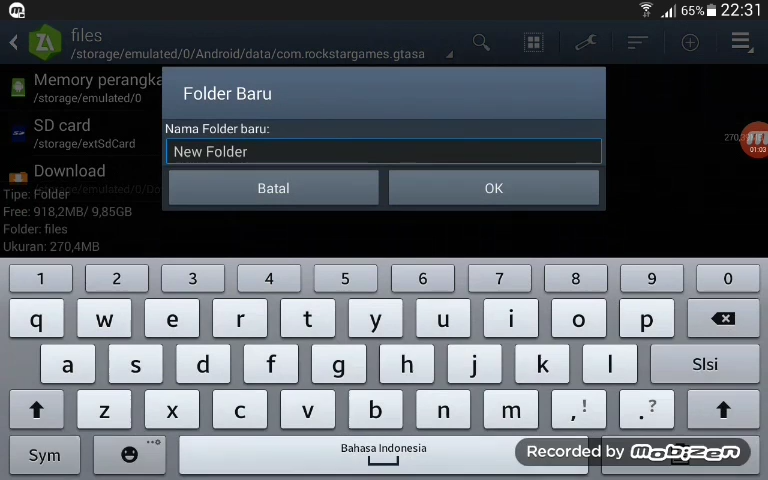 65% 22:31
files
/storage/emulated/0/Android/data/com.rockstargames.gtasa
Memory perangka
/storage/emulated/0
SD card
/storage/extSdCard
Download
Folder Baru
Nama Folder baru:
New Folder
Batal OK
01:03
Tipe: Folder
Free: 918,2MB/ 9,85GB
Folder: files
Ukuran: 270,4MB
1 2 3 4 5 6 7 8 9 0
q w e r t y u i o p
a s d f g h j k l Slsi
z x c v b n m ,! .?
Sym Bahasa Indonesia
Recorded by Mobizen